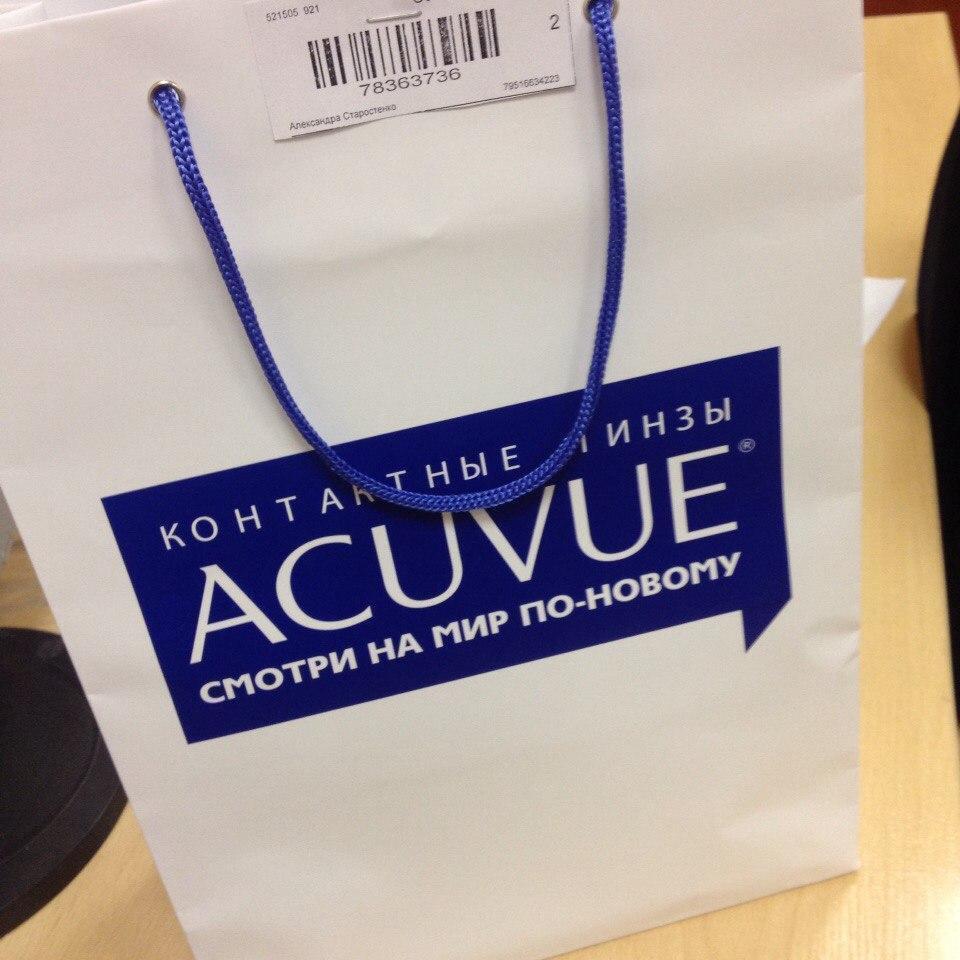 521505 921
2
78363736
79516634223
Александра Старостенко
КОНТАКТНЫЕ ЛИНЗЫ
ACUVUE®
СМОТРИ НА МИР ПО-НОВОМУ